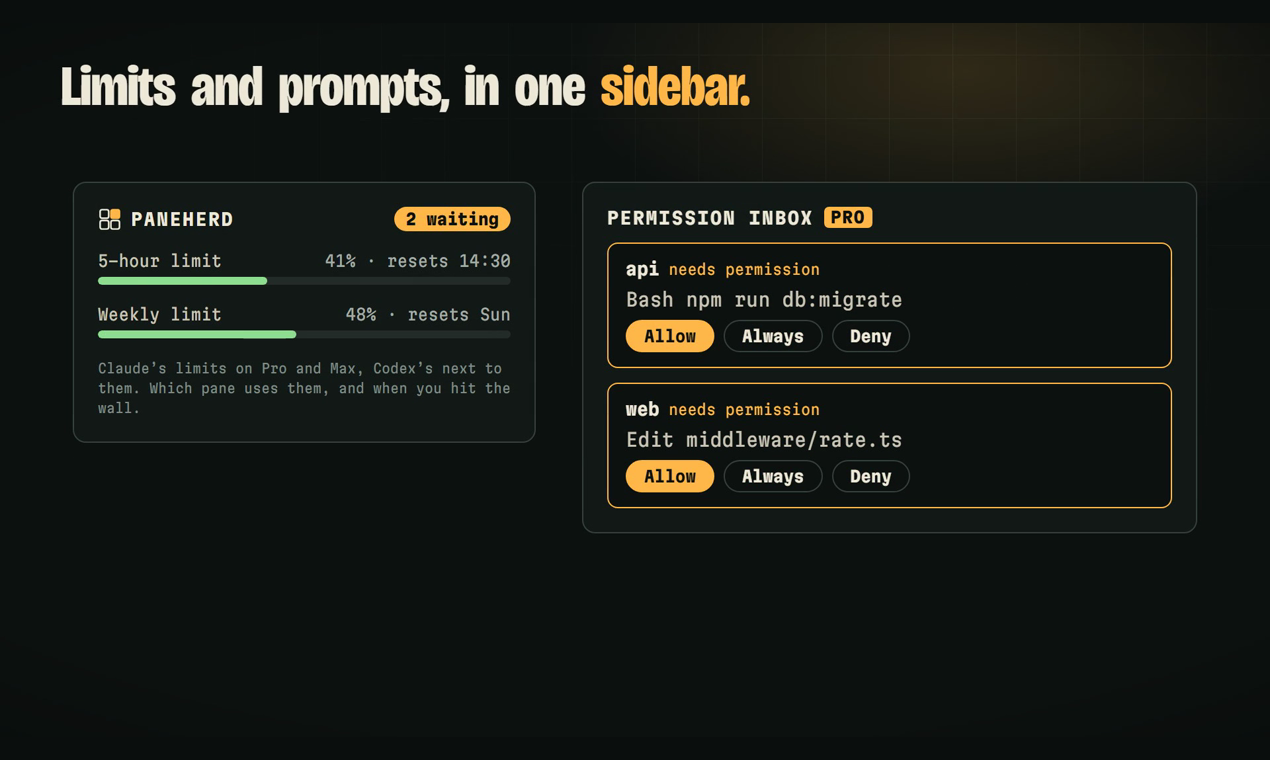 Limits and prompts, in one sidebar.
PANEHERD
2 waiting
5-hour limit
41% · resets 14:30
Weekly limit
48% · resets Sun
Claude’s limits on Pro and Max, Codex’s next to
them. Which pane uses them, and when you hit the
wall.
PERMISSION INBOX PRO
api needs permission
Bash npm run db:migrate
Allow Always Deny
web needs permission
Edit middleware/rate.ts
Allow Always Deny